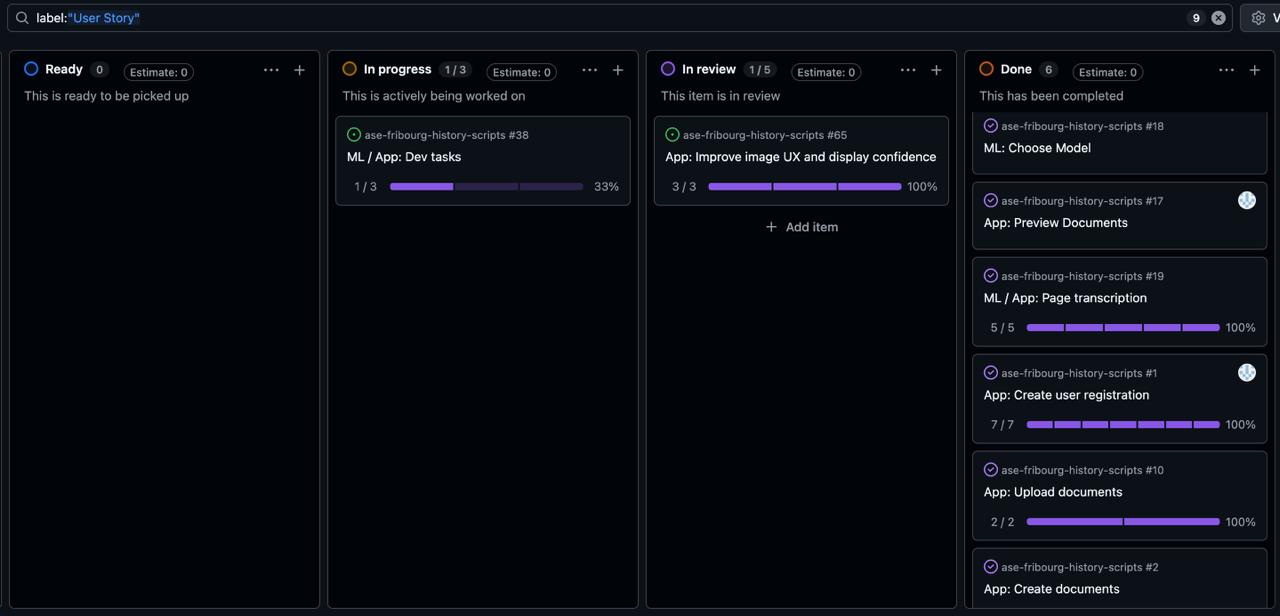 label:"User Story"
9
V
Ready 0 Estimate: 0
This is ready to be picked up
In progress 1 / 3 Estimate: 0
This is actively being worked on
ase-fribourg-history-scripts #38
ML / App: Dev tasks
1 / 3 33%
In review 1 / 5 Estimate: 0
This item is in review
ase-fribourg-history-scripts #65
App: Improve image UX and display confidence
3 / 3 100%
Add item
Done 6 Estimate: 0
This has been completed
ase-fribourg-history-scripts #18
ML: Choose Model
ase-fribourg-history-scripts #17
App: Preview Documents
ase-fribourg-history-scripts #19
ML / App: Page transcription
5 / 5 100%
ase-fribourg-history-scripts #1
App: Create user registration
7 / 7 100%
ase-fribourg-history-scripts #10
App: Upload documents
2 / 2 100%
ase-fribourg-history-scripts #2
App: Create documents